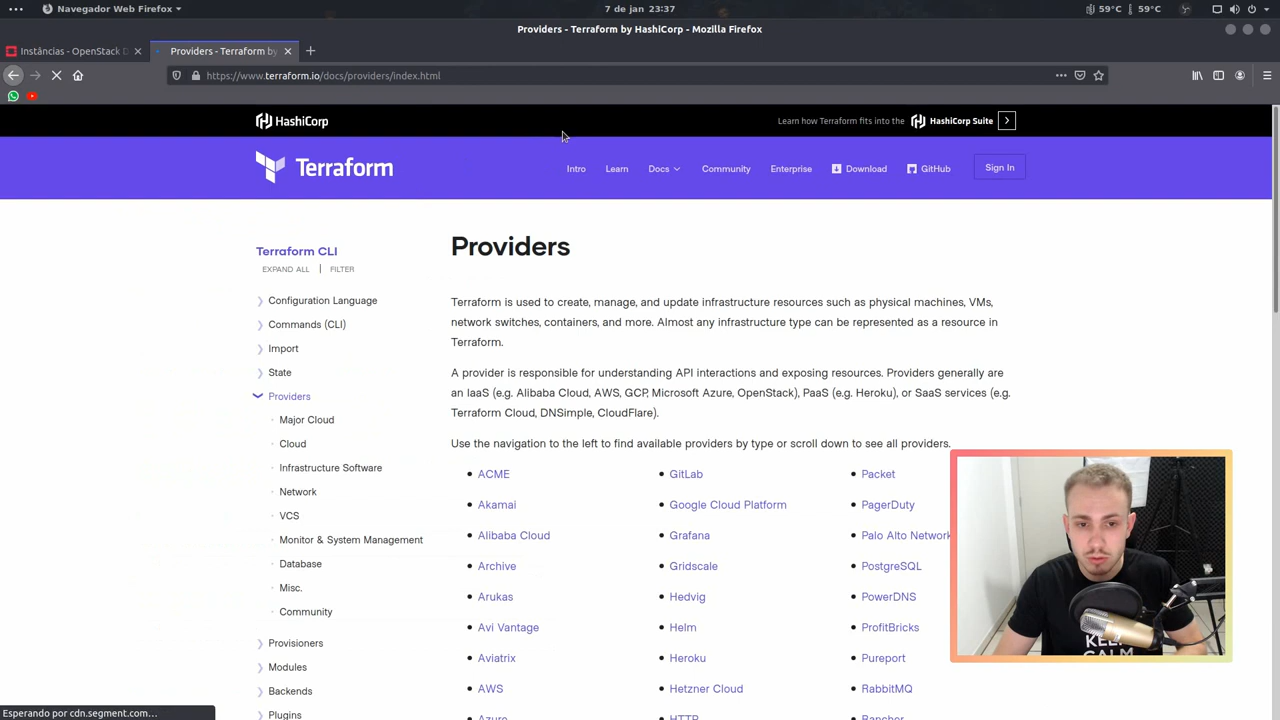 Navegador Web Firefox
7 de jan 23:37
59°C
59°C
Providers - Terraform by HashiCorp - Mozilla Firefox
Instâncias - OpenStack D
Providers - Terraform by
https://www.terraform.io/docs/providers/index.html
HashiCorp
Learn how Terraform fits into the
HashiCorp Suite
Terraform
Intro
Learn
Docs
Community
Enterprise
Download
GitHub
Sign In
Terraform CLI
EXPAND ALL | FILTER
Configuration Language
Commands (CLI)
Import
State
Providers
Major Cloud
Cloud
Infrastructure Software
Network
VCS
Monitor & System Management
Database
Misc.
Community
Provisioners
Modules
Backends
Plugins
Providers
Terraform is used to create, manage, and update infrastructure resources such as physical machines, VMs,
network switches, containers, and more. Almost any infrastructure type can be represented as a resource in
Terraform.
A provider is responsible for understanding API interactions and exposing resources. Providers generally are
an IaaS (e.g. Alibaba Cloud, AWS, GCP, Microsoft Azure, OpenStack), PaaS (e.g. Heroku), or SaaS services (e.g.
Terraform Cloud, DNSimple, CloudFlare).
Use the navigation to the left to find available providers by type or scroll down to see all providers.
ACME
Akamai
Alibaba Cloud
Archive
Arukas
Avi Vantage
Aviatrix
AWS
Azure
GitLab
Google Cloud Platform
Grafana
Gridscale
Hedvig
Helm
Heroku
Hetzner Cloud
HTTP
Packet
PagerDuty
Palo Alto Network
PostgreSQL
PowerDNS
ProfitBricks
Pureport
RabbitMQ
Rancher
KEEP
CALM
Esperando por cdn.segment.com...